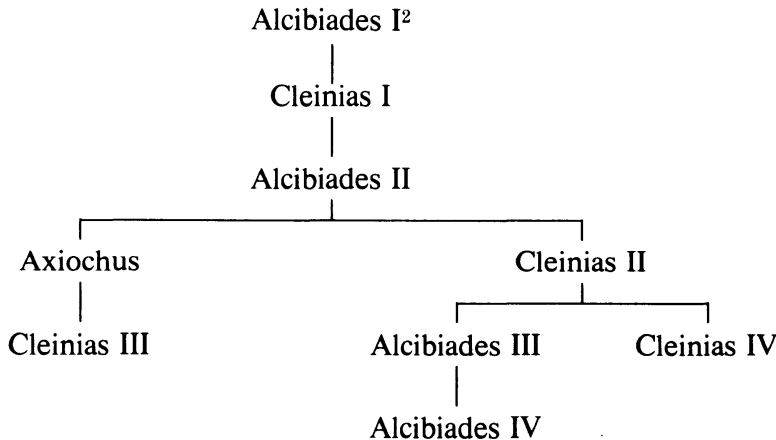 Alcibiades I²
Cleinias I
Alcibiades II
Axiochus Cleinias II
Cleinias III Alcibiades III Cleinias IV
Alcibiades IV